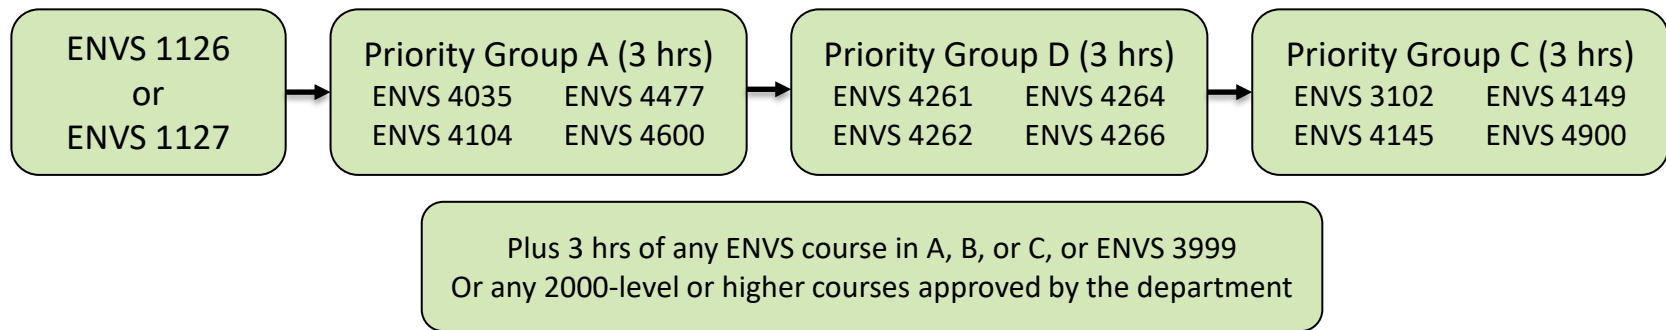 ENVS 1126
or
ENVS 1127
Priority Group A (3 hrs)
ENVS 4035 ENVS 4477
ENVS 4104 ENVS 4600
Priority Group D (3 hrs)
ENVS 4261 ENVS 4264
ENVS 4262 ENVS 4266
Priority Group C (3 hrs)
ENVS 3102 ENVS 4149
ENVS 4145 ENVS 4900
Plus 3 hrs of any ENVS course in A, B, or C, or ENVS 3999
Or any 2000-level or higher courses approved by the department